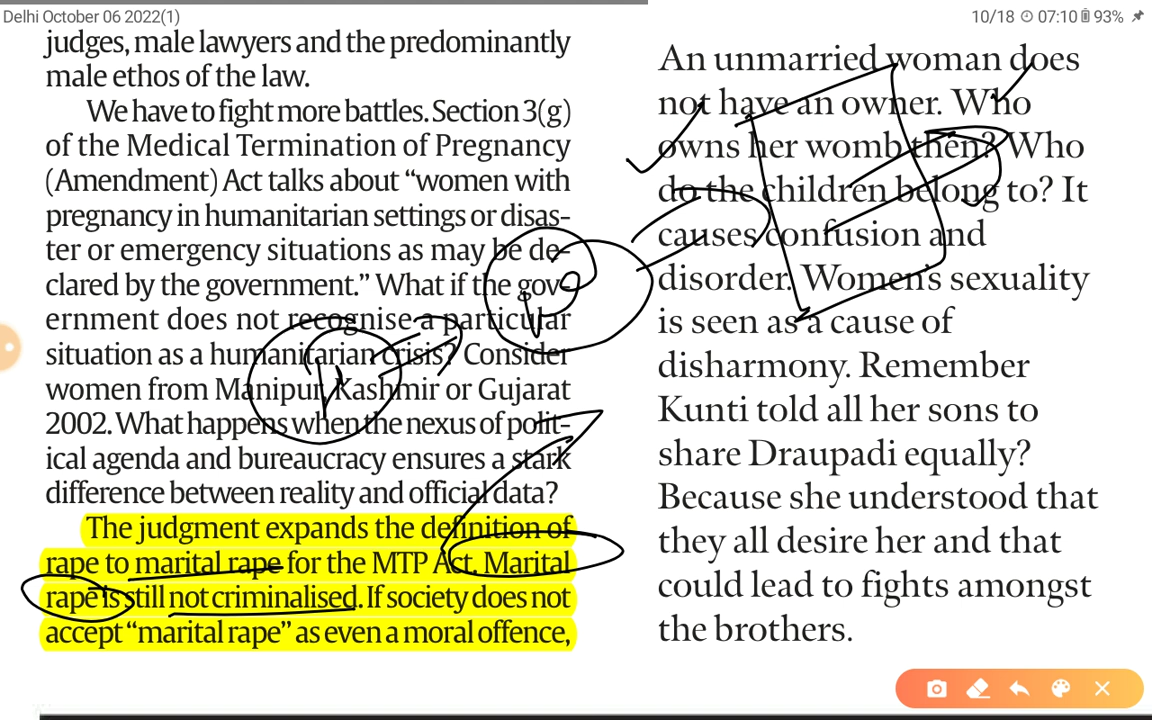 Delhi October 06 2022(1)
10/18 07:10 93%
judges, male lawyers and the predominantly
male ethos of the law.
We have to fight more battles. Section 3(g)
of the Medical Termination of Pregnancy
(Amendment) Act talks about “women with
pregnancy in humanitarian settings or disas-
ter or emergency situations as may be de-
clared by the government.” What if the gov-
ernment does not recognise a particular
situation as a humanitarian crisis? Consider
women from Manipur, Kashmir or Gujarat
2002. What happens when the nexus of polit-
ical agenda and bureaucracy ensures a stark
difference between reality and official data?
The judgment expands the definition of
rape to marital rape for the MTP Act. Marital
rape is still not criminalised. If society does not
accept “marital rape” as even a moral offence,
An unmarried woman does
not have an owner. Who
owns her womb then? Who
do the children belong to? It
causes confusion and
disorder. Women’s sexuality
is seen as a cause of
disharmony. Remember
Kunti told all her sons to
share Draupadi equally?
Because she understood that
they all desire her and that
could lead to fights amongst
the brothers.